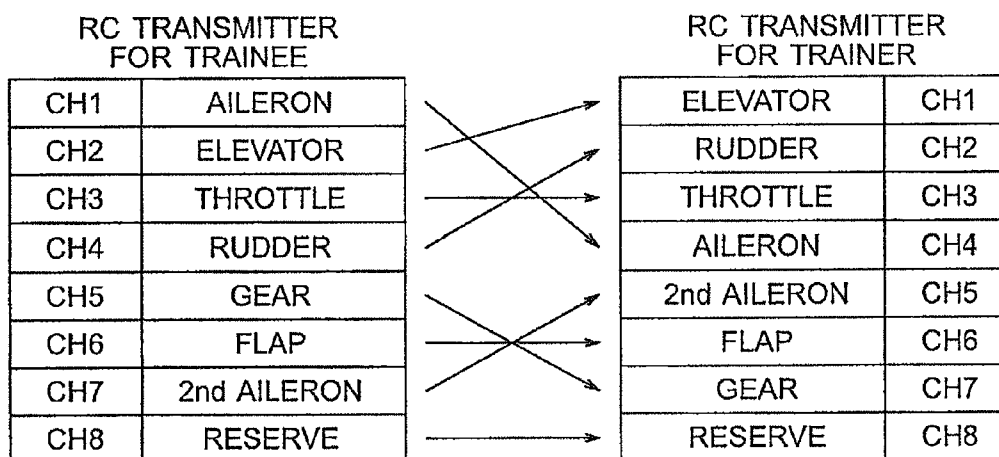 RC TRANSMITTER
FOR TRAINEE
RC TRANSMITTER
FOR TRAINER
CH1 AILERON ELEVATOR CH1
CH2 ELEVATOR RUDDER CH2
CH3 THROTTLE THROTTLE CH3
CH4 RUDDER AILERON CH4
CH5 GEAR 2nd AILERON CH5
CH6 FLAP FLAP CH6
CH7 2nd AILERON GEAR CH7
CH8 RESERVE RESERVE CH8